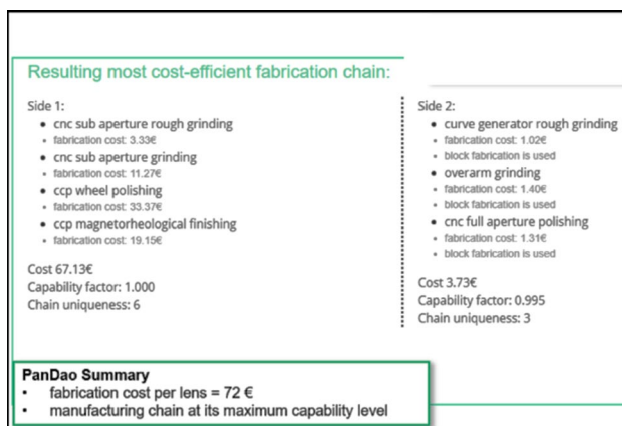 Resulting most cost-efficient fabrication chain:
Side 1:
• cnc sub aperture rough grinding
• fabrication cost: 3.33€
• cnc sub aperture grinding
• fabrication cost: 11.27€
• ccp wheel polishing
• fabrication cost: 33.37€
• ccp magnetorheological finishing
• fabrication cost: 19.15€
Cost 67.13€
Capability factor: 1.000
Chain uniqueness: 6
Side 2:
• curve generator rough grinding
• fabrication cost: 1.02€
• block fabrication is used
• overarm grinding
• fabrication cost: 1.40€
• block fabrication is used
• cnc full aperture polishing
• fabrication cost: 1.31€
• block fabrication is used
Cost 3.73€
Capability factor: 0.995
Chain uniqueness: 3
PanDao Summary
• fabrication cost per lens = 72 €
• manufacturing chain at its maximum capability level